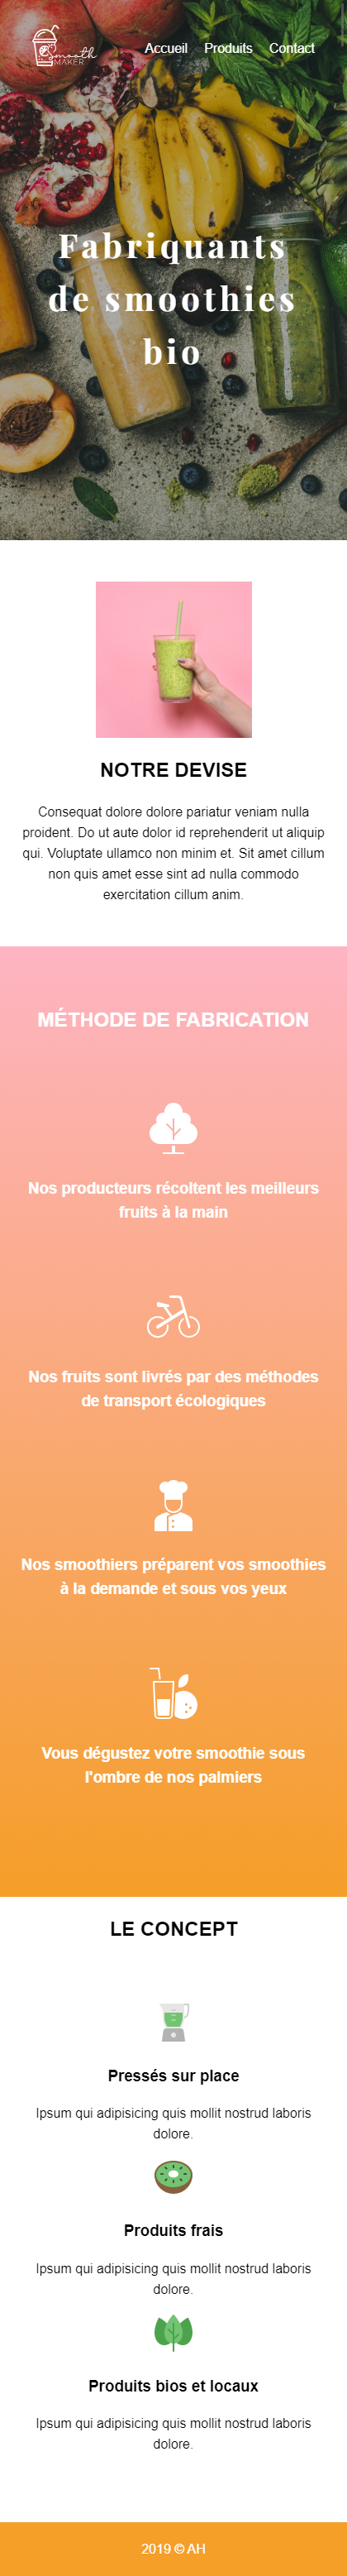 Smooth
MAKER
Accueil Produits Contact
Fabriquants
de smoothies
bio
NOTRE DEVISE
Consequat dolore dolore pariatur veniam nulla
proident. Do ut aute dolor id reprehenderit ut aliquip
qui. Voluptate ullamco non minim et. Sit amet cillum
non quis amet esse sint ad nulla commodo
exercitation cillum anim.
MÉTHODE DE FABRICATION
Nos producteurs récoltent les meilleurs
fruits à la main
Nos fruits sont livrés par des méthodes
de transport écologiques
Nos smoothiers préparent vos smoothies
à la demande et sous vos yeux
Vous dégustez votre smoothie sous
l'ombre de nos palmiers
LE CONCEPT
Pressés sur place
Ipsum qui adipisicing quis mollit nostrud laboris
dolore.
Produits frais
Ipsum qui adipisicing quis mollit nostrud laboris
dolore.
Produits bios et locaux
Ipsum qui adipisicing quis mollit nostrud laboris
dolore.
2019 © AH